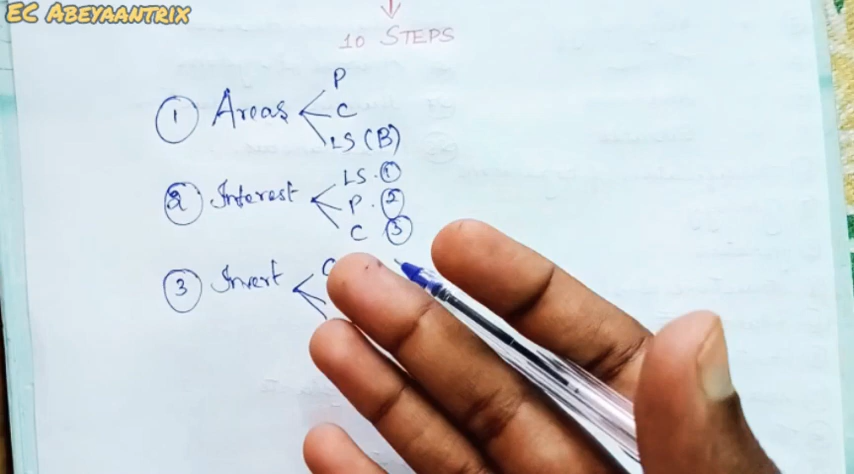 EC ABEYAANTRIX
10 STEPS
① Areas
P
C
LS (B)
② Interest
LS . ①
P . ②
C ③
③ Invert
C